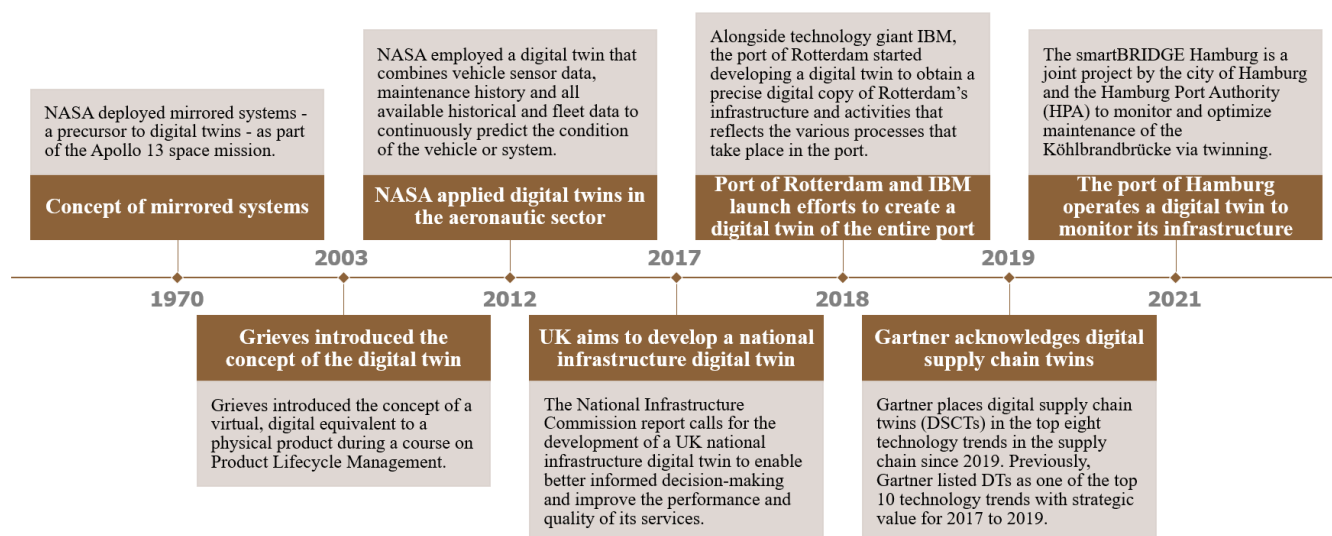 NASA deployed mirrored systems -
a precursor to digital twins - as part
of the Apollo 13 space mission.
Concept of mirrored systems
1970
2003
Grieves introduced the
concept of the digital twin
Grieves introduced the concept of a
virtual, digital equivalent to a
physical product during a course on
Product Lifecycle Management.
NASA employed a digital twin that
combines vehicle sensor data,
maintenance history and all
available historical and fleet data to
continuously predict the condition
of the vehicle or system.
NASA applied digital twins in
the aeronautic sector
2012
2017
UK aims to develop a national
infrastructure digital twin
The National Infrastructure
Commission report calls for the
development of a UK national
infrastructure digital twin to enable
better informed decision-making
and improve the performance and
quality of its services.
Alongside technology giant IBM,
the port of Rotterdam started
developing a digital twin to obtain a
precise digital copy of Rotterdam’s
infrastructure and activities that
reflects the various processes that
take place in the port.
Port of Rotterdam and IBM
launch efforts to create a
digital twin of the entire port
2018
2019
Gartner acknowledges digital
supply chain twins
Gartner places digital supply chain
twins (DSCTs) in the top eight
technology trends in the supply
chain since 2019. Previously,
Gartner listed DTs as one of the top
10 technology trends with strategic
value for 2017 to 2019.
The smartBRIDGE Hamburg is a
joint project by the city of Hamburg
and the Hamburg Port Authority
(HPA) to monitor and optimize
maintenance of the
Köhlbrandbrücke via twinning.
The port of Hamburg
operates a digital twin to
monitor its infrastructure
2021